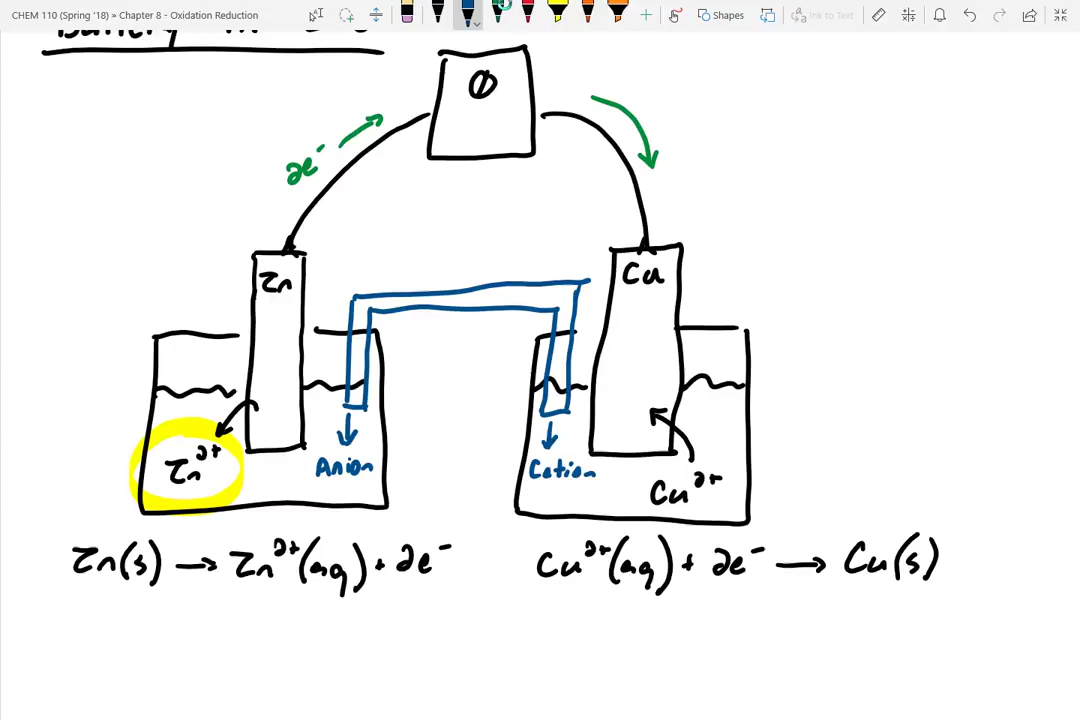 CHEM 110 (Spring '18) » Chapter 8 - Oxidation Reduction
Shapes
Ink to Text
Battery
2e⁻
Zn
Cu
Zn²⁺
Anion
Cation
Cu²⁺
Zn(s) → Zn²⁺(aq) + 2e⁻
Cu²⁺(aq) + 2e⁻ → Cu(s)